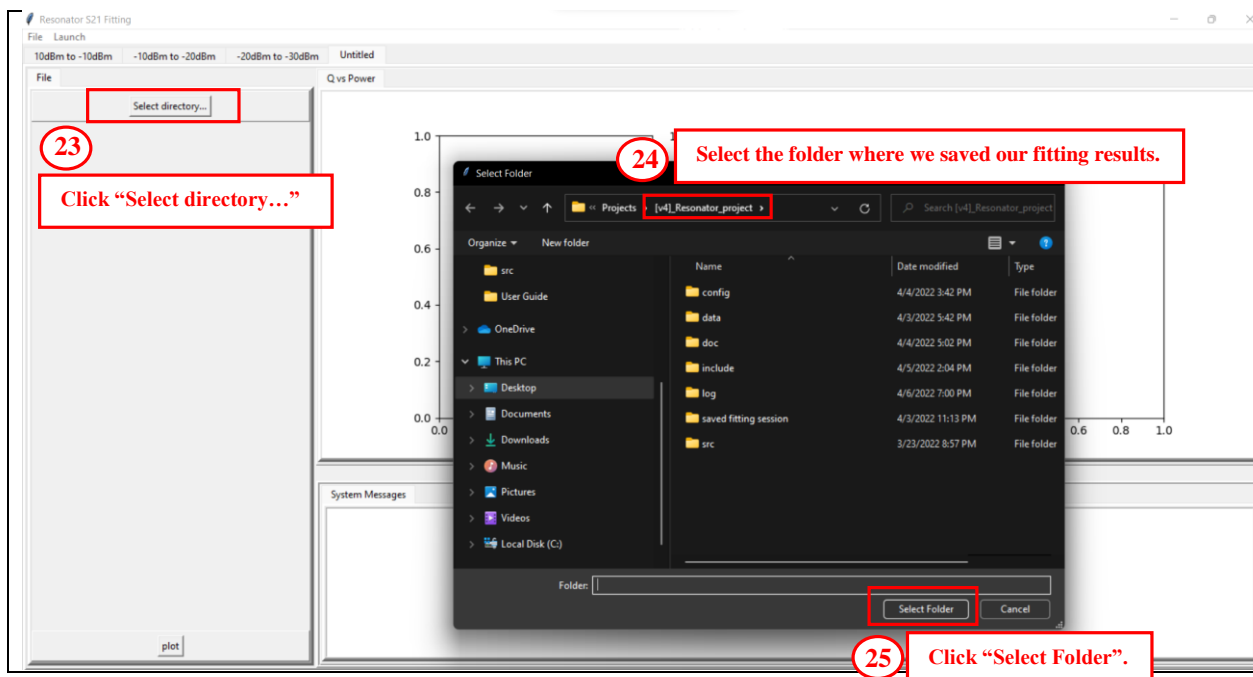 Resonator S21 Fitting
File Launch
10dBm to -10dBm -10dBm to -20dBm -20dBm to -30dBm Untitled
File
Q vs Power
Select directory...
23
Click “Select directory…”
24
Select the folder where we saved our fitting results.
1.0
0.8
0.6
0.4
0.2
0.0
0.0
0.6 0.8 1.0
Select Folder
« Projects › [v4]_Resonator_project ›
Search [v4]_Resonator_project
Organize New folder
src
User Guide
OneDrive
This PC
Desktop
Documents
Downloads
Music
Pictures
Videos
Local Disk (C:)
Name Date modified Type
config 4/4/2022 3:42 PM File folder
data 4/3/2022 5:42 PM File folder
doc 4/4/2022 5:02 PM File folder
include 4/5/2022 2:04 PM File folder
log 4/6/2022 7:00 PM File folder
saved fitting session 4/3/2022 11:13 PM File folder
src 3/23/2022 8:57 PM File folder
Folder:
Select Folder Cancel
System Messages
plot
25
Click “Select Folder”.